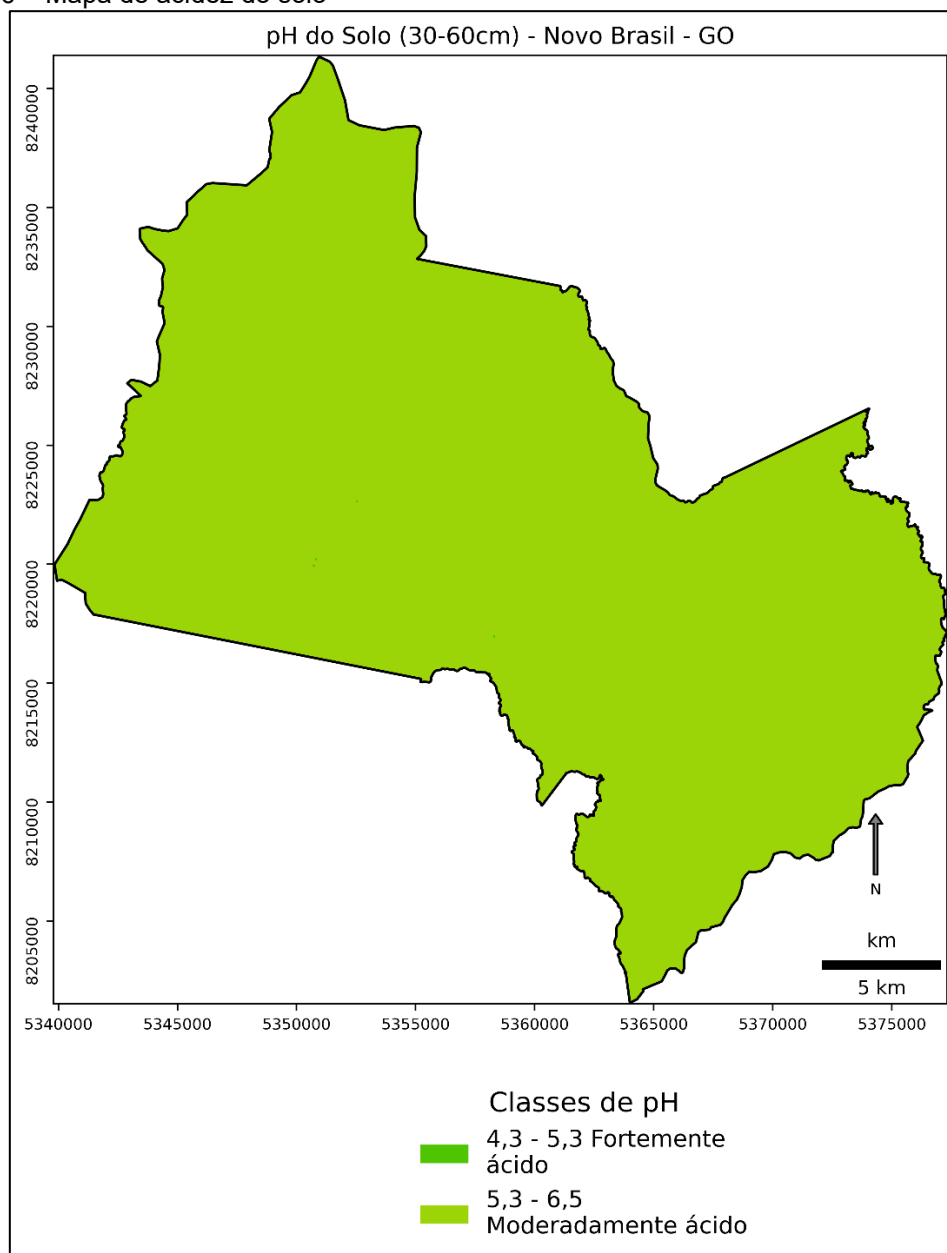 Mapa de acidez do solo
pH do Solo (30-60cm) - Novo Brasil - GO
8240000
8235000
8230000
8225000
8220000
8215000
8210000
8205000
N
km
5 km
5340000 5345000 5350000 5355000 5360000 5365000 5370000 5375000
Classes de pH
4,3 - 5,3 Fortemente
ácido
5,3 - 6,5
Moderadamente ácido